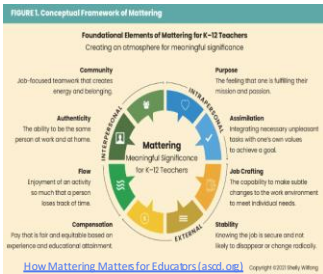 FIGURE 1. Conceptual Framework of Mattering
Foundational Elements of Mattering for K–12 Teachers
Creating an atmosphere for meaningful significance
Community
Job-focused teamwork that creates
energy and belonging.
Authenticity
The ability to be the same
person at work and at home.
Flow
Enjoyment of an activity
so much that a person
loses track of time.
Compensation
Pay that is fair and equitable based on
experience and educational attainment.
INTERPERSONAL
INTRAPERSONAL
EXTERNAL
Mattering
Meaningful Significance
for K–12 Teachers
Purpose
The feeling that one is fulfilling their
mission and passion.
Assimilation
Integrating necessary unpleasant
tasks with one's own values
to achieve a goal.
Job Crafting
The capability to make subtle
changes to the work environment
to meet individual needs.
Stability
Knowing the job is secure and not
likely to disappear or change radically.
How Mattering Matters for Educators (ascd.org)
Copyright ©2021 Shelly Wilfong